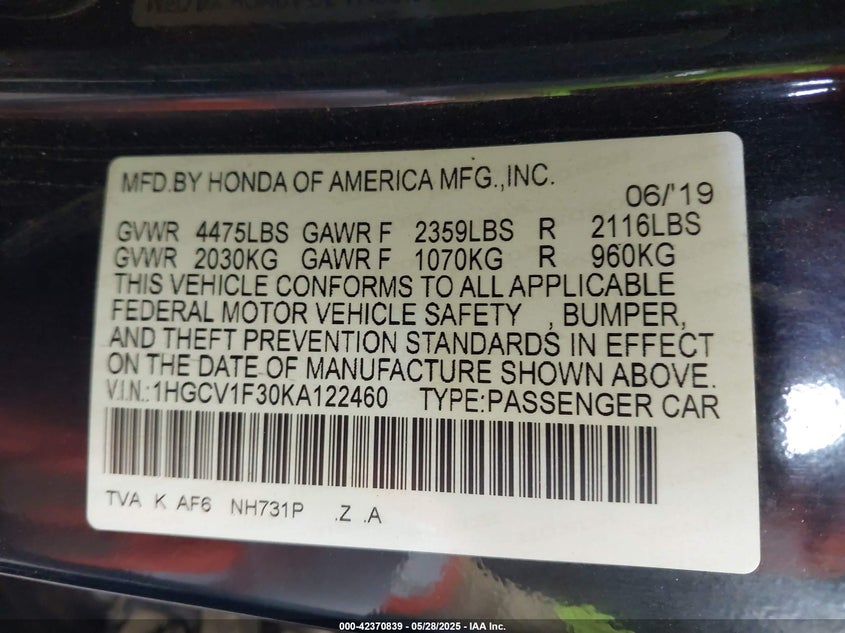 MFD.BY HONDA OF AMERICA MFG.,INC.
06/'19
GVWR 4475LBS GAWR F 2359LBS R 2116LBS
GVWR 2030KG GAWR F 1070KG R 960KG
THIS VEHICLE CONFORMS TO ALL APPLICABLE
FEDERAL MOTOR VEHICLE SAFETY , BUMPER,
AND THEFT PREVENTION STANDARDS IN EFFECT
ON THE DATE OF MANUFACTURE SHOWN ABOVE.
V.I.N.:1HGCV1F30KA122460 TYPE:PASSENGER CAR
TVA K AF6 NH731P .Z .A
000-42370839 - 05/28/2025 - IAA Inc.